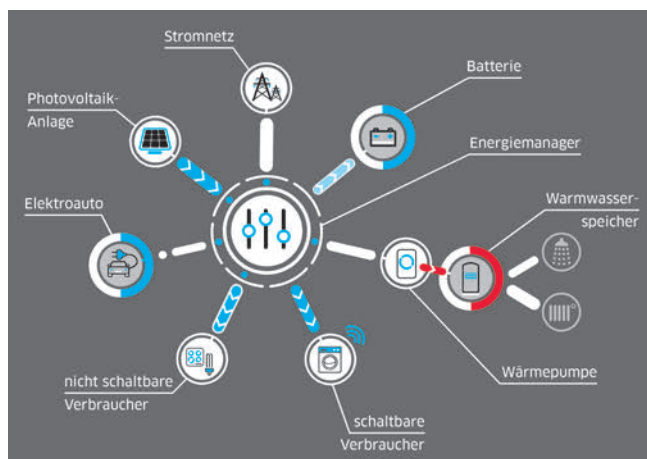 Stromnetz
Batterie
Photovoltaik-
Anlage
Energiemanager
Elektroauto
Warmwasser-
speicher
nicht schaltbare
Verbraucher
Wärmepumpe
schaltbare
Verbraucher